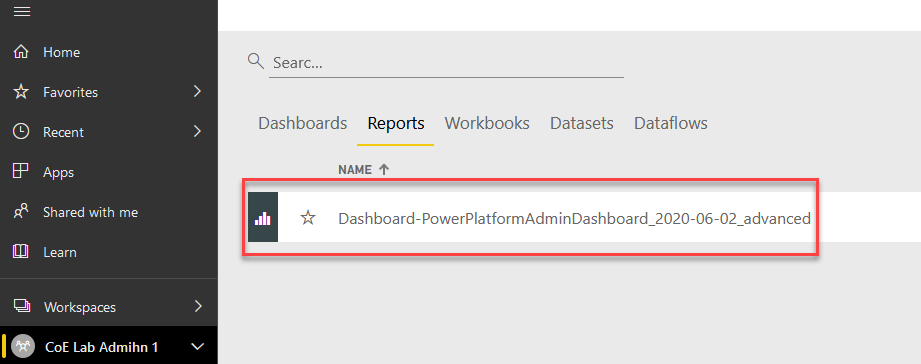 Home
Favorites
Recent
Apps
Shared with me
Learn
Workspaces
CoE Lab Admihn 1
Searc...
Dashboards Reports Workbooks Datasets Dataflows
NAME
Dashboard-PowerPlatformAdminDashboard_2020-06-02_advanced